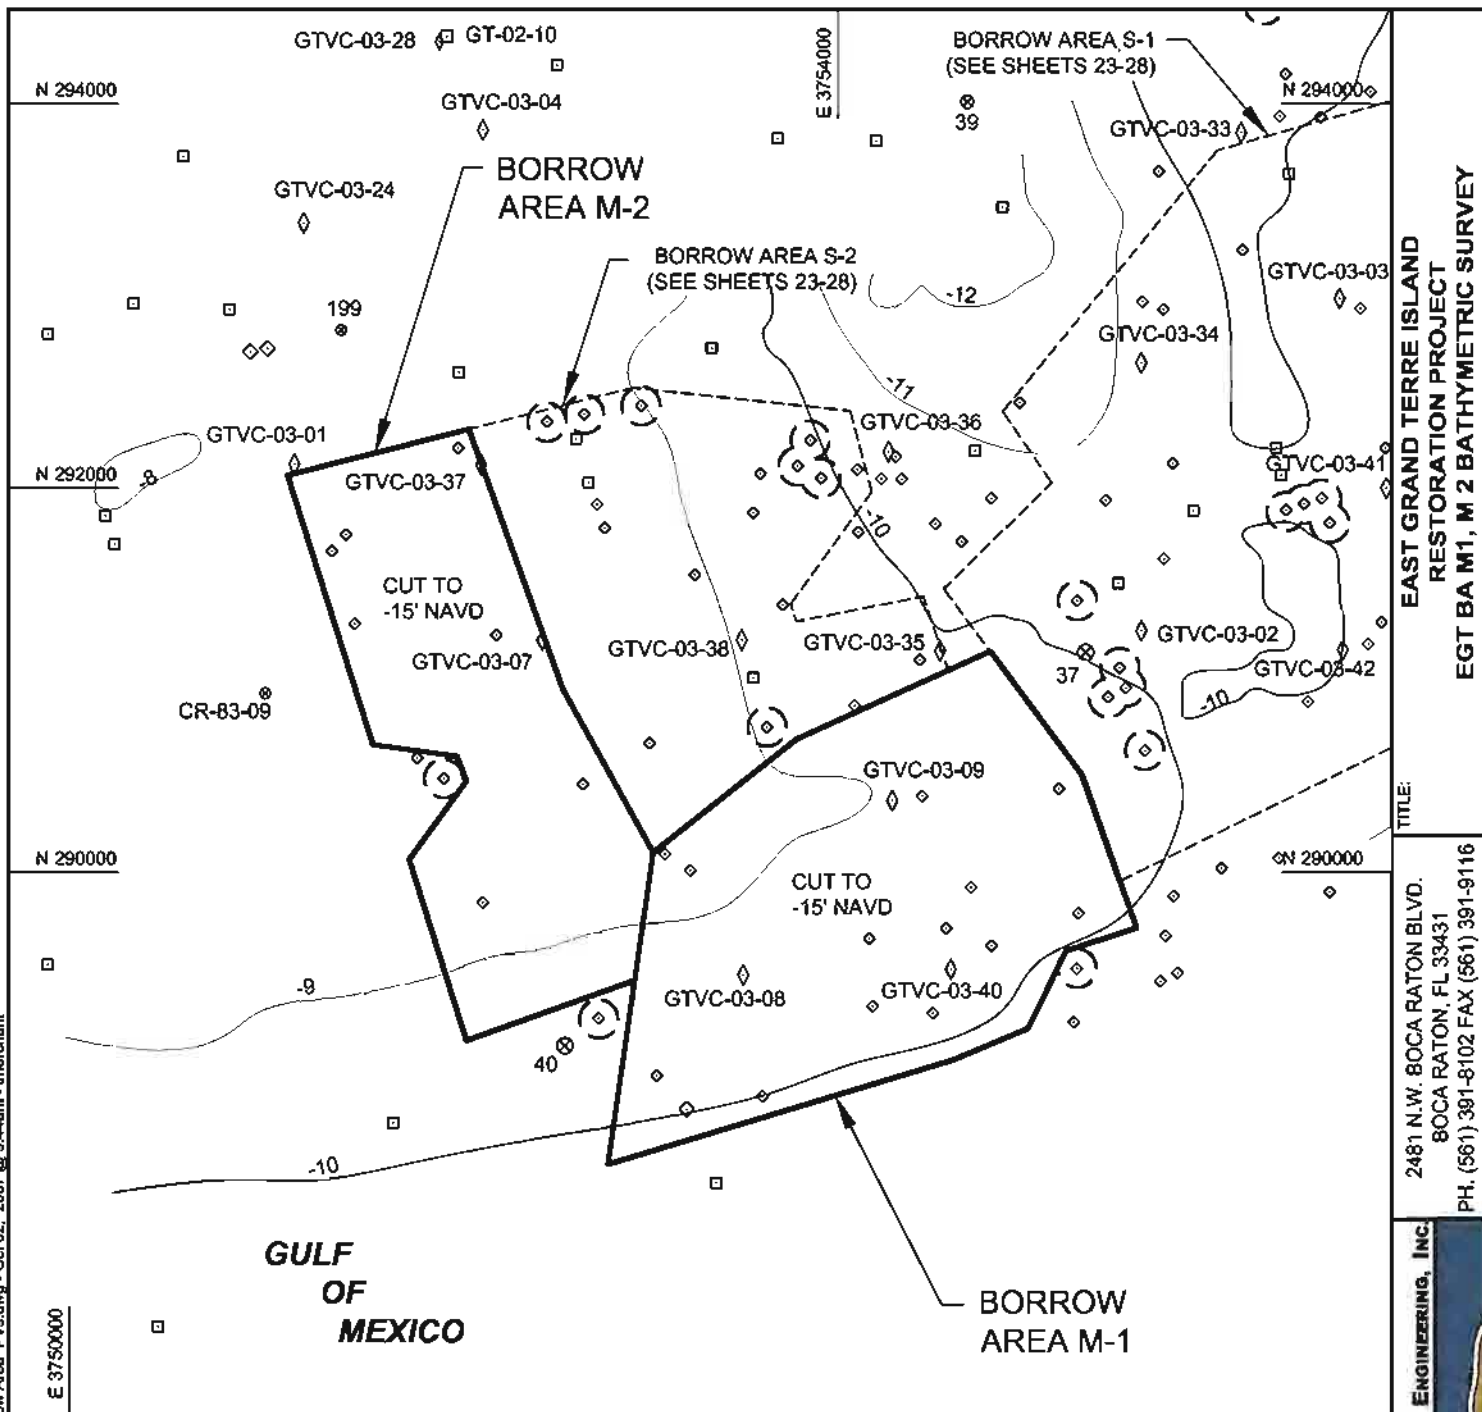 GTVC-03-28
GT-02-10
N 294000
GTVC-03-04
E 3754000
BORROW AREA S-1
(SEE SHEETS 23-28)
N 294000
39
GTVC-03-33
BORROW
AREA M-2
GTVC-03-24
BORROW AREA S-2
(SEE SHEETS 23-28)
-12
GTVC-03-03
199
GTVC-03-34
-11
GTVC-03-01
GTVC-03-36
-8
N 292000
GTVC-03-37
GTVC-03-41
-10
CUT TO
-15' NAVD
GTVC-03-07
GTVC-03-38
GTVC-03-35
GTVC-03-02
37
GTVC-03-42
-10
CR-83-09
GTVC-03-09
N 290000
N 290000
CUT TO
-15' NAVD
-9
GTVC-03-08
GTVC-03-40
40
-10
GULF
OF
MEXICO
BORROW
AREA M-1
E 3750000
EAST GRAND TERRE ISLAND
RESTORATION PROJECT
EGT BA M1, M 2 BATHYMETRIC SURVEY
TITLE:
2481 N.W. BOCA RATON BLVD.
BOCA RATON, FL 33431
PH. (561) 391-8102 FAX (561) 391-9116
ENGINEERING, INC.